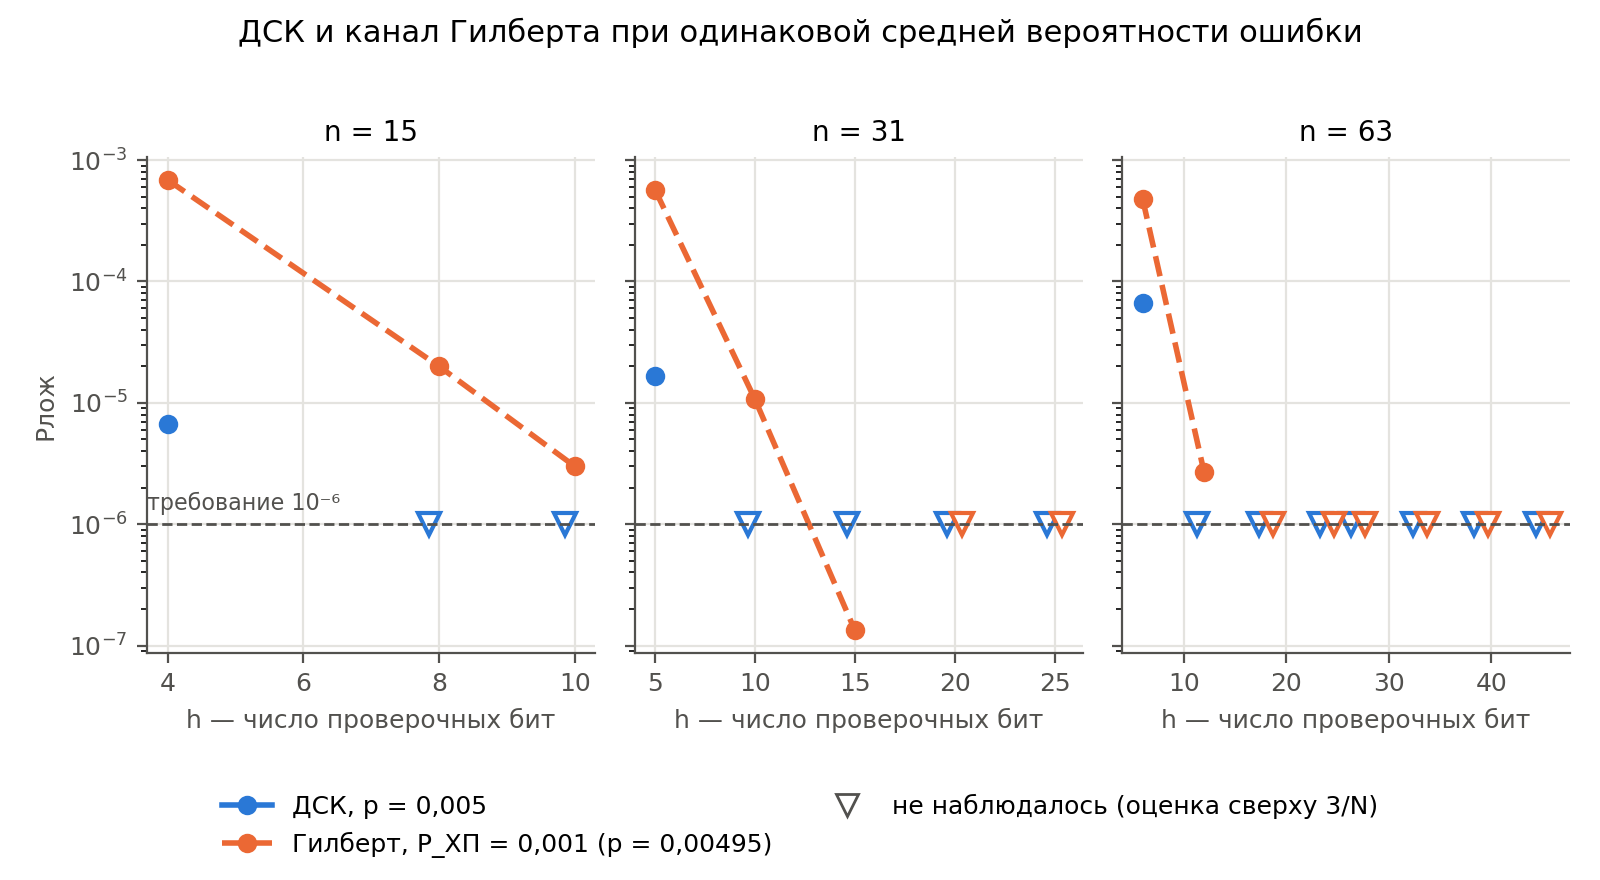 ДСК и канал Гилберта при одинаковой средней вероятности ошибки
n = 15
n = 31
n = 63
Pлож
10⁻³
10⁻⁴
10⁻⁵
10⁻⁶
10⁻⁷
требование 10⁻⁶
4 6 8 10
5 10 15 20 25
10 20 30 40
h — число проверочных бит
h — число проверочных бит
h — число проверочных бит
ДСК, p = 0,005
Гилберт, P_ХП = 0,001 (p = 0,00495)
не наблюдалось (оценка сверху 3/N)